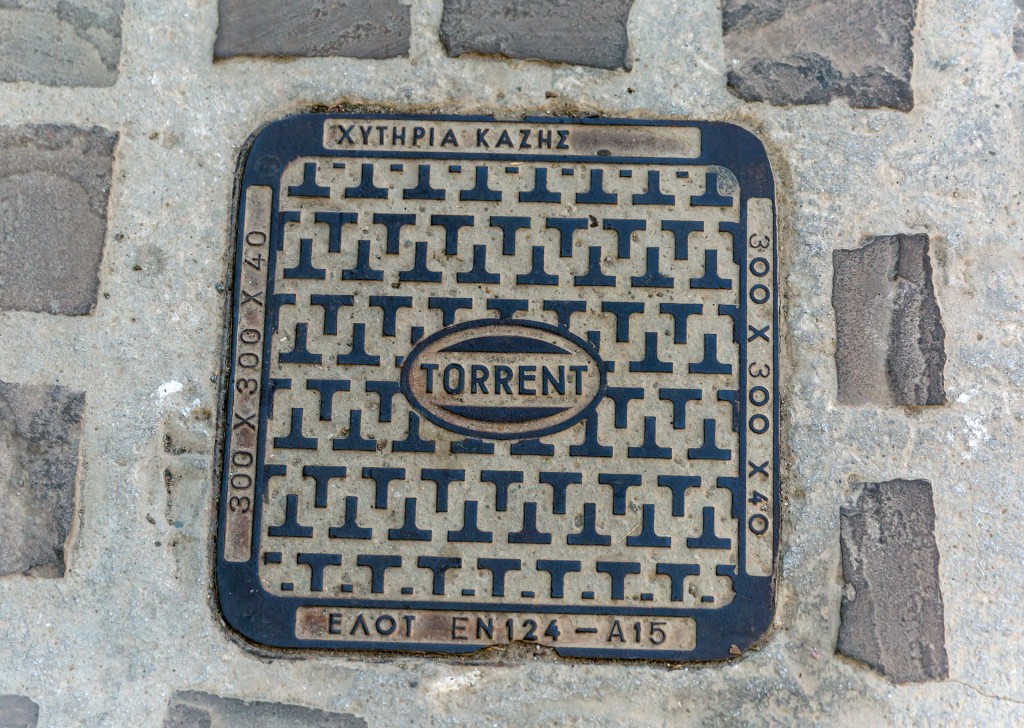 ΧΥΤΗΡΙΑ ΚΑΖΗΣ
300 X 300 X 40
TORRENT
300 X 300 X 40
ΕΛΟΤ EN124-A15